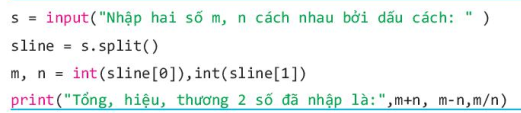 s = input("Nhập hai số m, n cách nhau bởi dấu cách: " )
sline = s.split()
m, n = int(sline[0]),int(sline[1])
print("Tổng, hiệu, thương 2 số đã nhập là:",m+n, m-n,m/n)